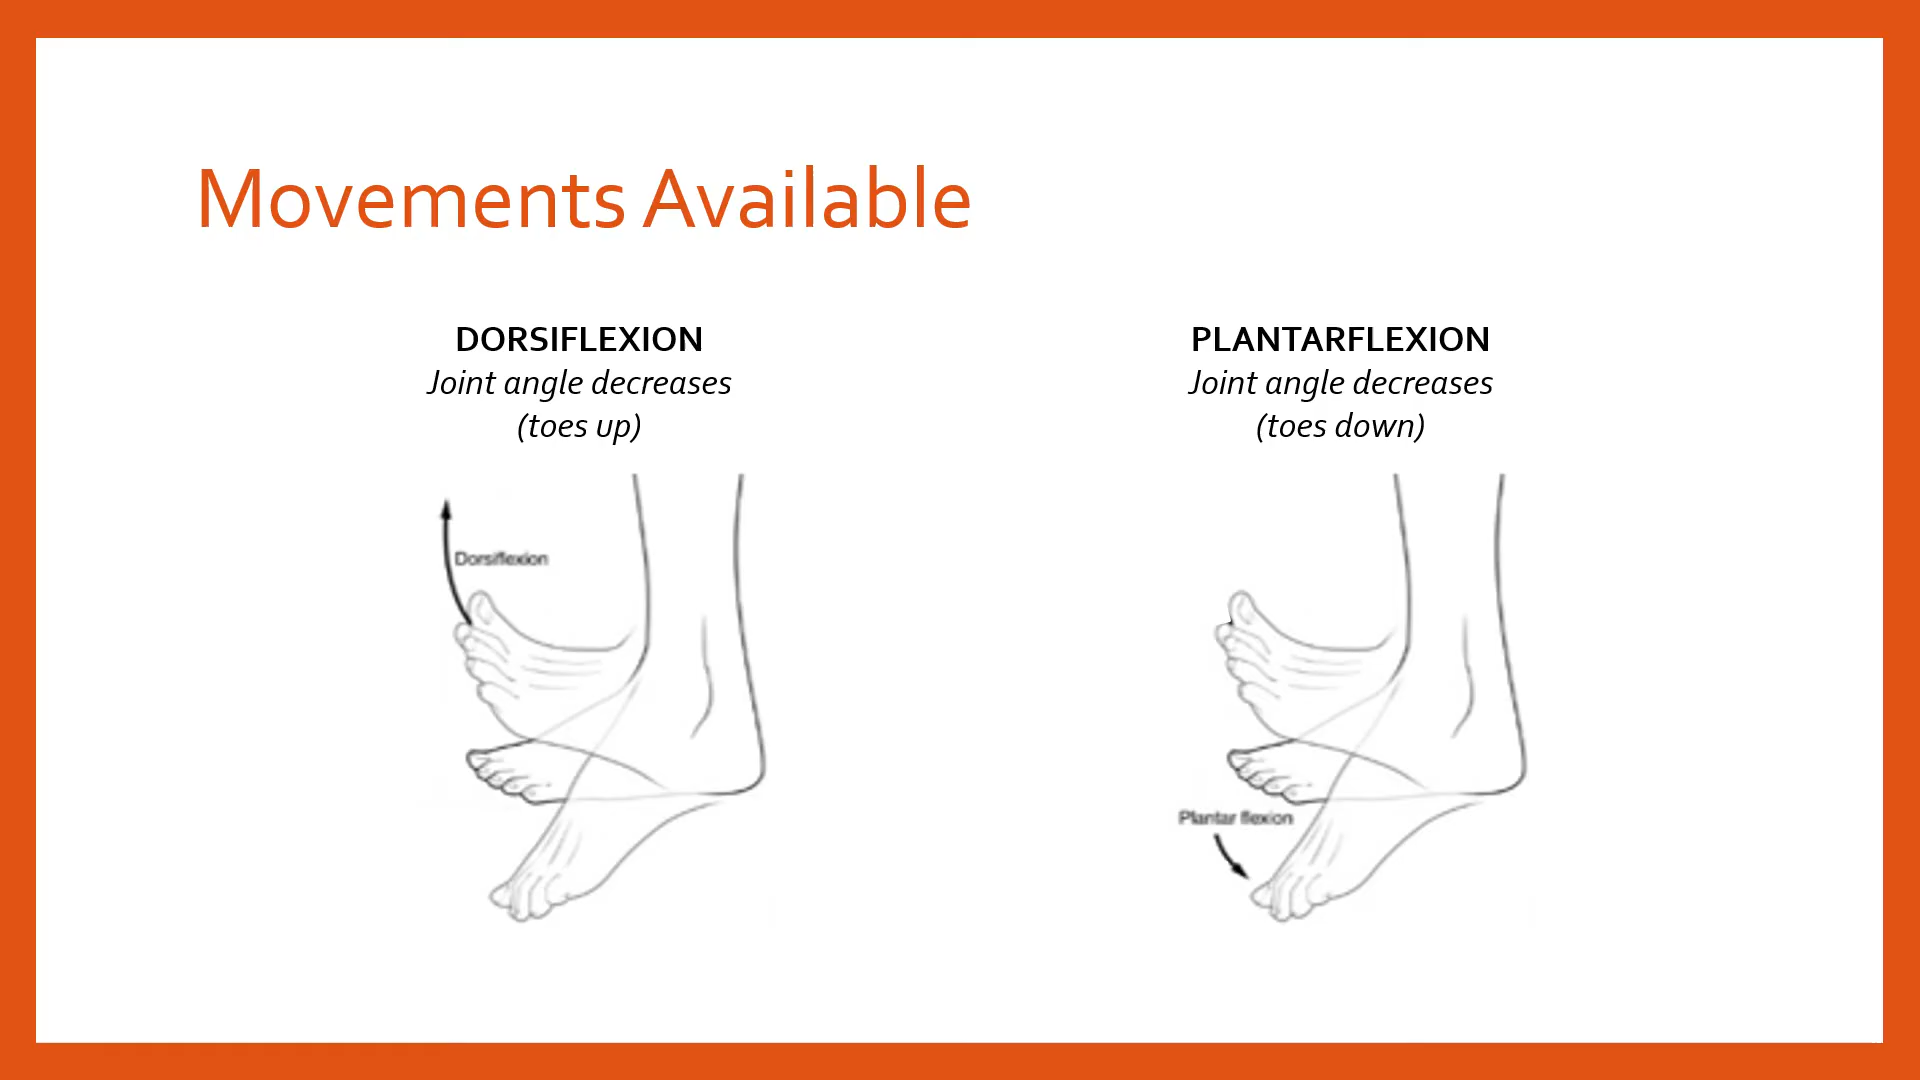 Movements Available
DORSIFLEXION
Joint angle decreases
(toes up)
Dorsiflexion
PLANTARFLEXION
Joint angle decreases
(toes down)
Plantar flexion